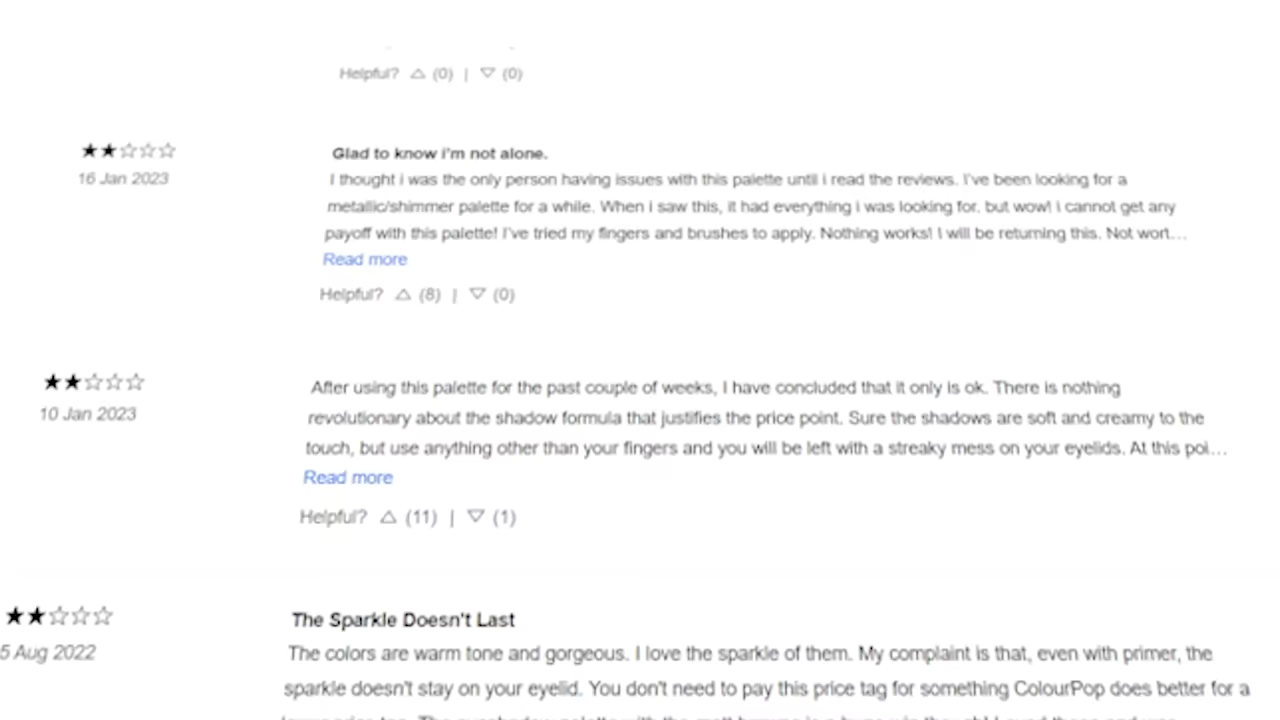 Helpful? △ (0) | ▽ (0)
★★☆☆☆
Glad to know i'm not alone.
16 Jan 2023
I thought i was the only person having issues with this palette until i read the reviews. I've been looking for a
metallic/shimmer palette for a while. When i saw this, it had everything i was looking for. but wow! i cannot get any
payoff with this palette! I've tried my fingers and brushes to apply. Nothing works! I will be returning this. Not wort...
Read more
Helpful? △ (8) | ▽ (0)
★★☆☆☆
10 Jan 2023
After using this palette for the past couple of weeks, I have concluded that it only is ok. There is nothing
revolutionary about the shadow formula that justifies the price point. Sure the shadows are soft and creamy to the
touch, but use anything other than your fingers and you will be left with a streaky mess on your eyelids. At this poi...
Read more
Helpful? △ (11) | ▽ (1)
★★☆☆☆
The Sparkle Doesn't Last
5 Aug 2022
The colors are warm tone and gorgeous. I love the sparkle of them. My complaint is that, even with primer, the
sparkle doesn't stay on your eyelid. You don't need to pay this price tag for something ColourPop does better for a